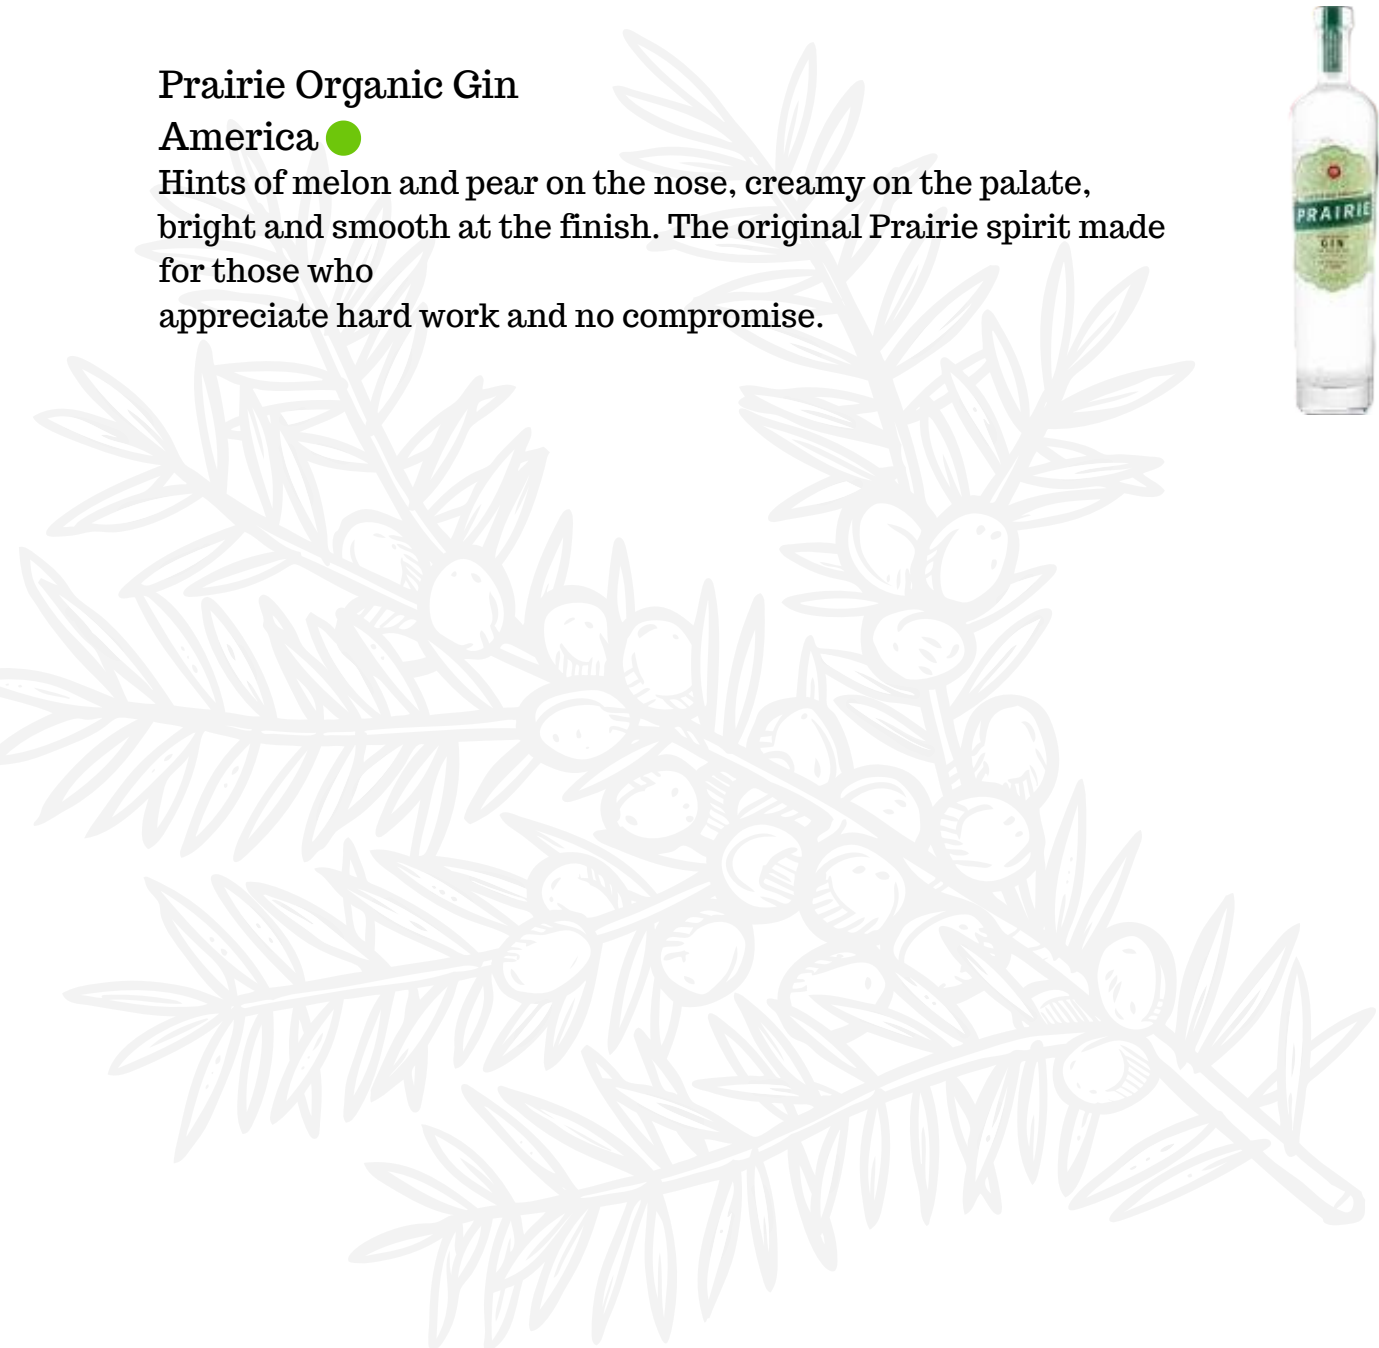 Prairie Organic Gin
America
Hints of melon and pear on the nose, creamy on the palate,
bright and smooth at the finish. The original Prairie spirit made
for those who
appreciate hard work and no compromise.
PRAIRIE
GIN